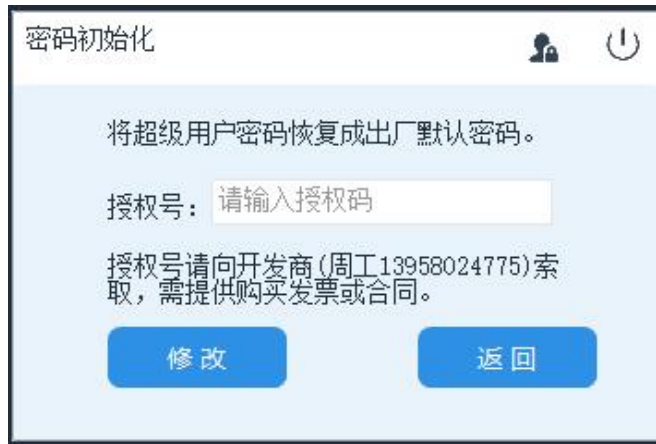 密码初始化
将超级用户密码恢复成出厂默认密码。
授权号: 请输入授权码
授权号请向开发商(周工13958024775)索
取，需提供购买发票或合同。
修改 返回